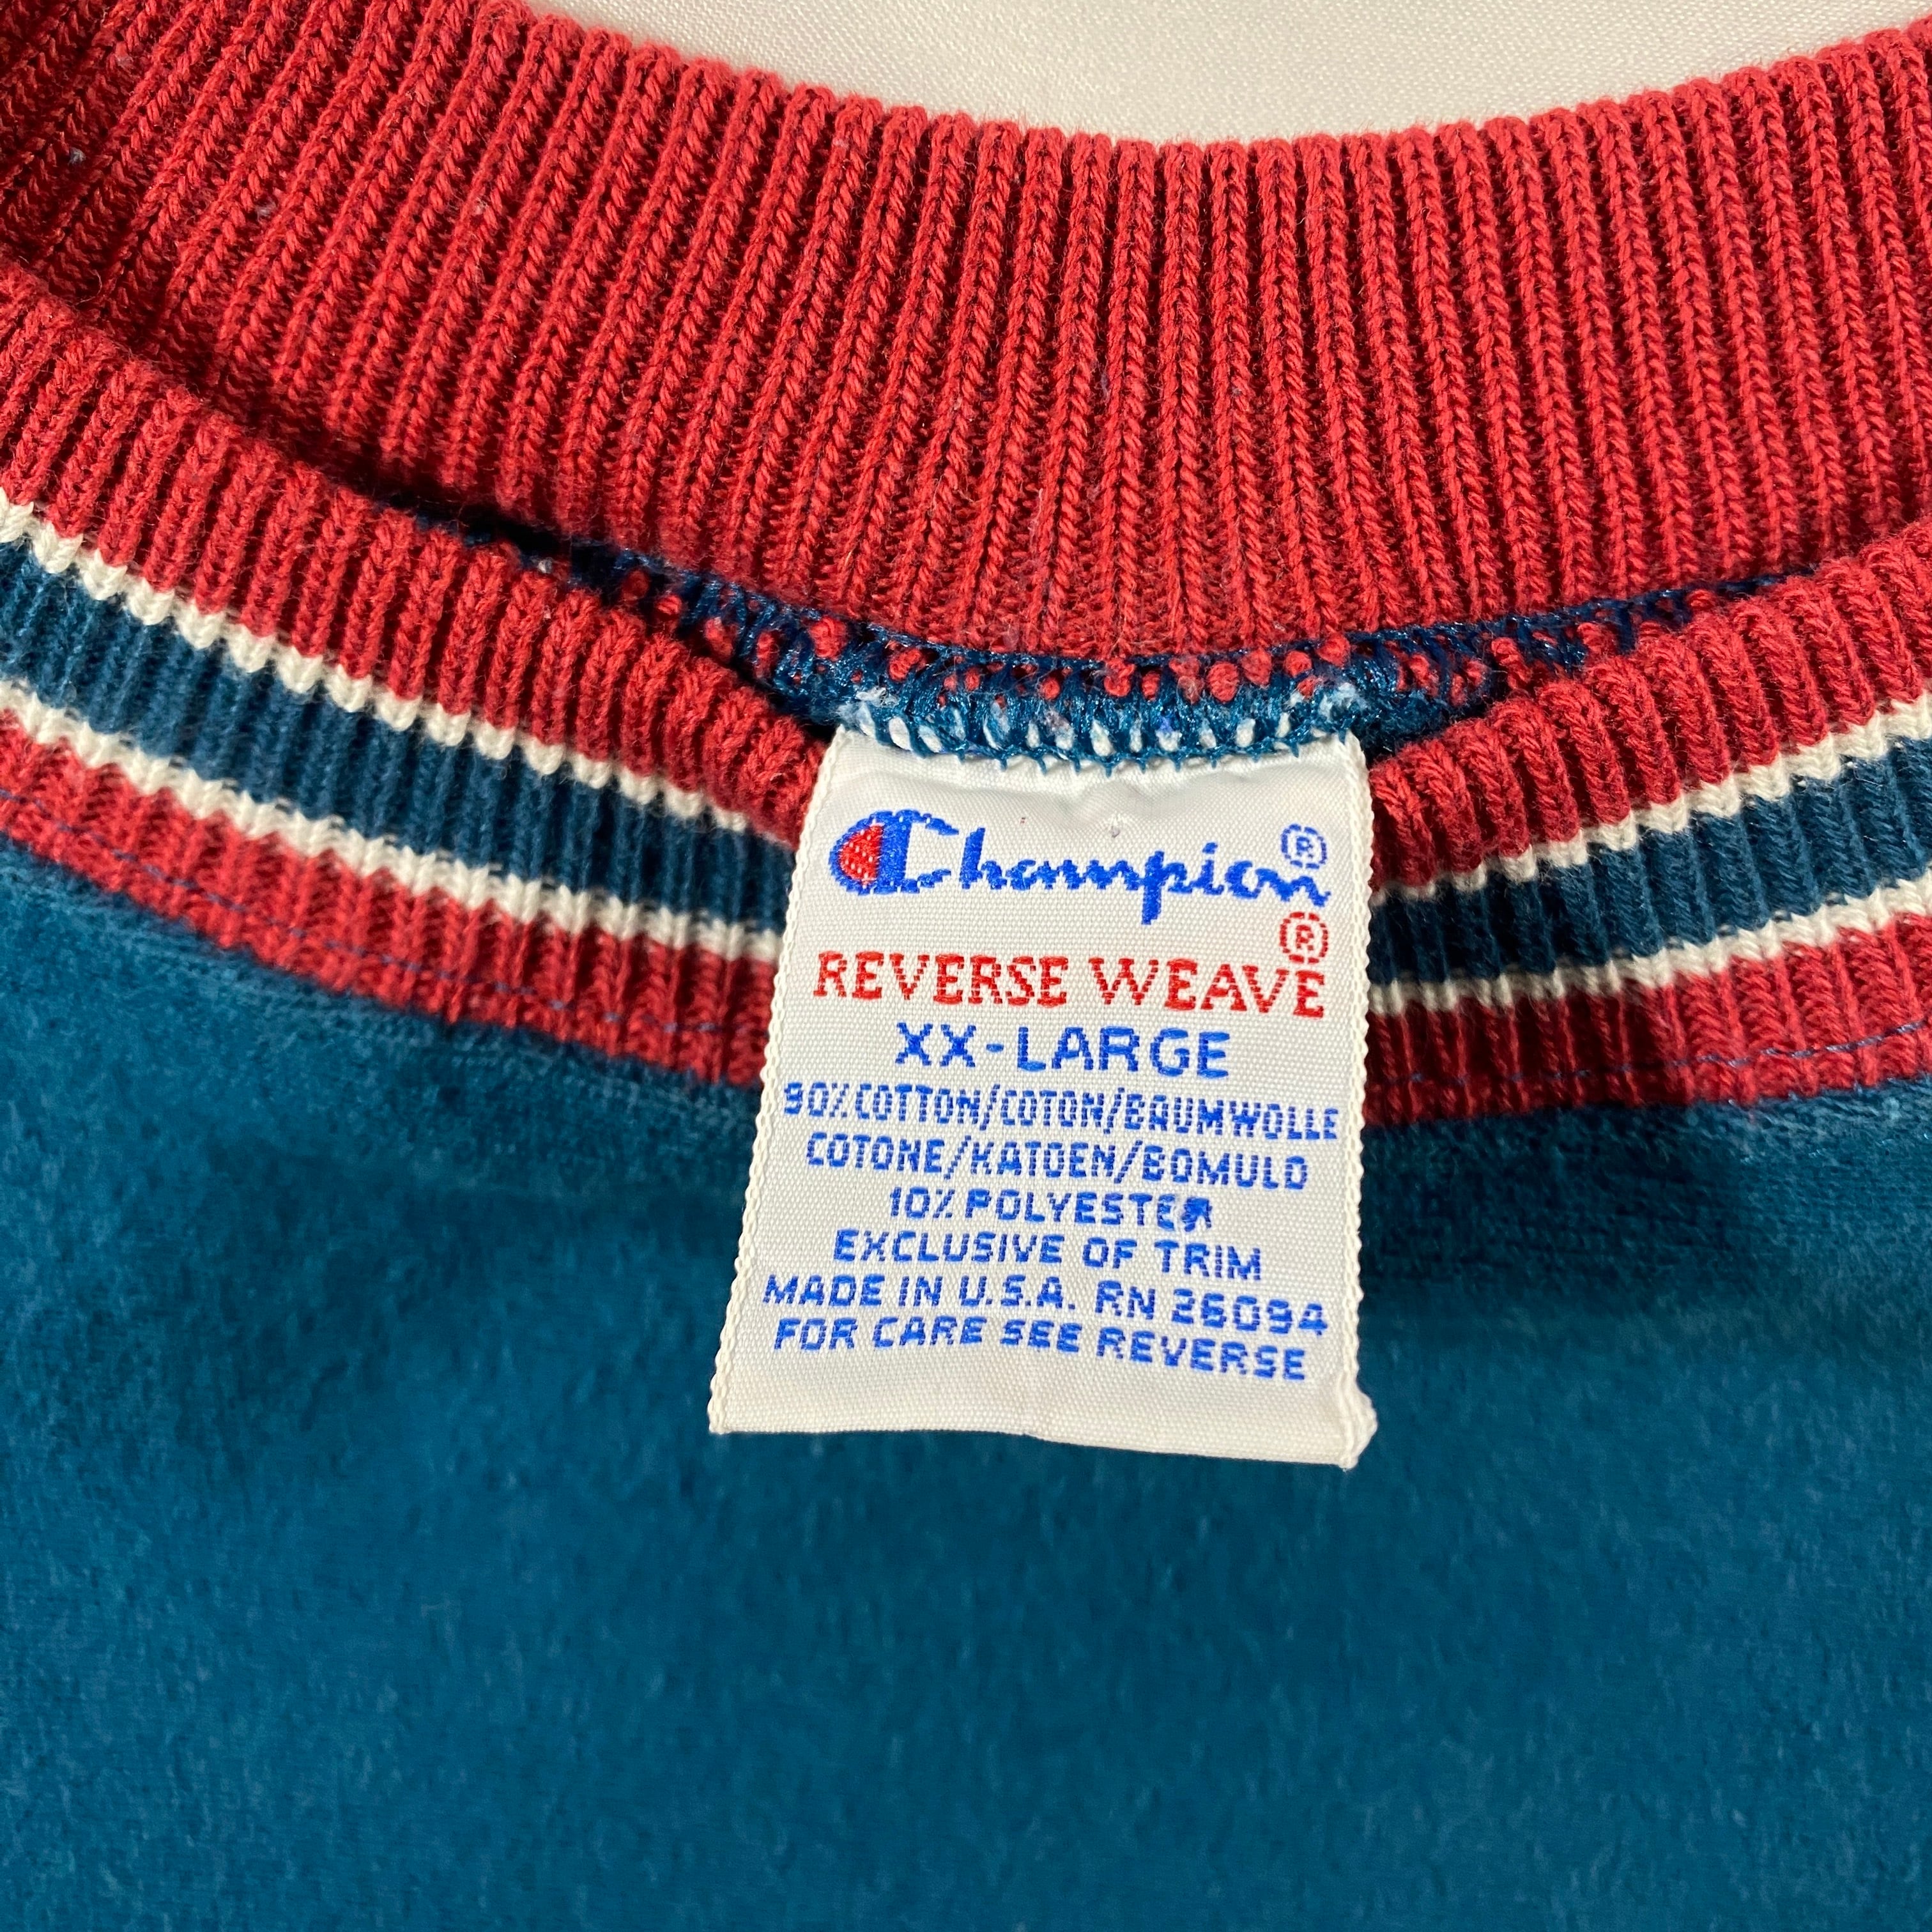 Champion®
REVERSE WEAVE®
XX-LARGE
90% COTTON/COTON/BAUMWOLLE
COTONE/KATOEN/BOMULD
10% POLYESTER
EXCLUSIVE OF TRIM
MADE IN U.S.A. RN 26094
FOR CARE SEE REVERSE